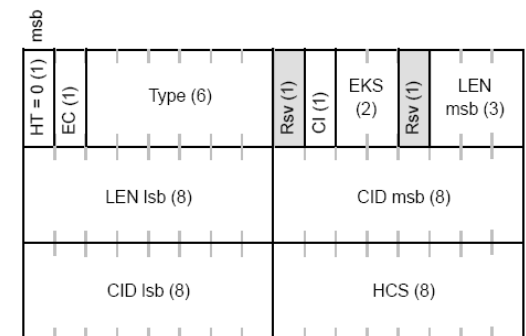 msb
HT = 0 (1)
EC (1)
Type (6)
Rsv (1)
CI (1)
EKS
(2)
Rsv (1)
LEN
msb (3)
LEN lsb (8)
CID msb (8)
CID lsb (8)
HCS (8)